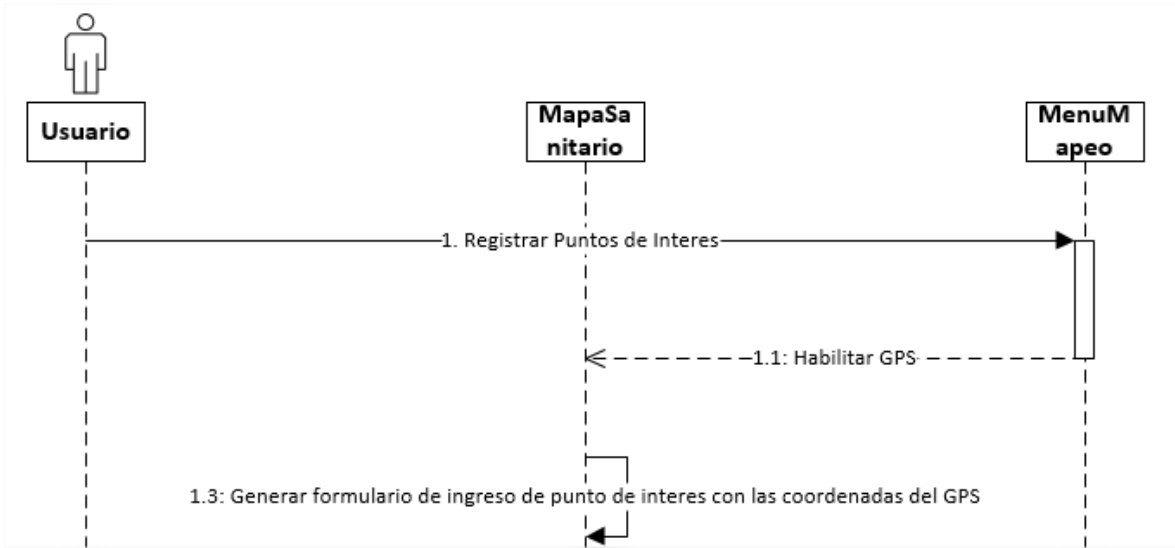 Usuario
MapaSa
nitario
MenuM
apeo
1. Registrar Puntos de Interes
1.1: Habilitar GPS
1.3: Generar formulario de ingreso de punto de interes con las coordenadas del GPS